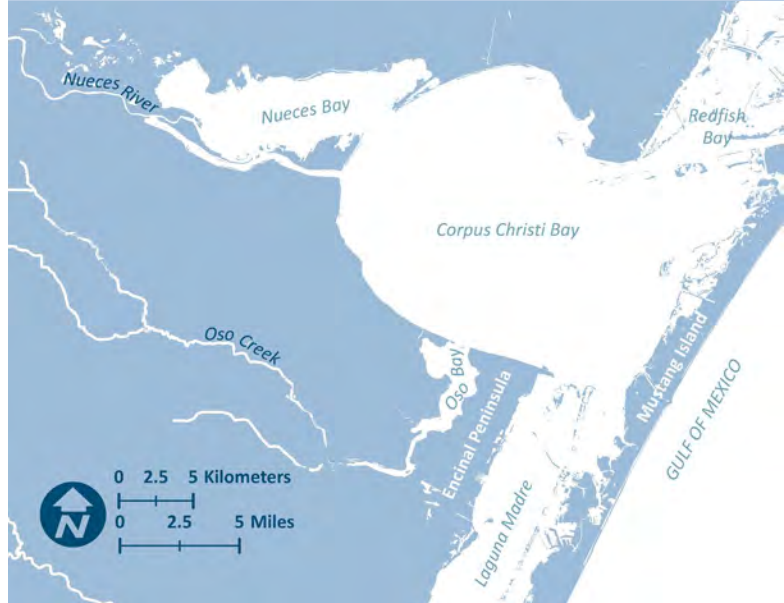 Nueces River
Nueces Bay
Redfish
Bay
Corpus Christi Bay
Oso Creek
Oso Bay
Encinal Peninsula
Mustang Island
GULF OF MEXICO
Laguna Madre
0 2.5 5 Kilometers
0 2.5 5 Miles
N